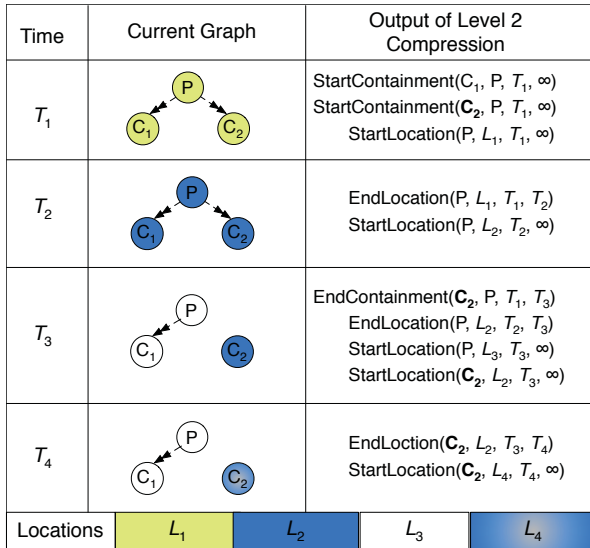 Time
Current Graph
Output of Level 2
Compression
T1
P
C1 C2
StartContainment(C1, P, T1, ∞)
StartContainment(C2, P, T1, ∞)
StartLocation(P, L1, T1, ∞)
T2
P
C1 C2
EndLocation(P, L1, T1, T2)
StartLocation(P, L2, T2, ∞)
T3
P
C1 C2
EndContainment(C2, P, T1, T3)
EndLocation(P, L2, T2, T3)
StartLocation(P, L3, T3, ∞)
StartLocation(C2, L2, T3, ∞)
T4
P
C1 C2
EndLoction(C2, L2, T3, T4)
StartLocation(C2, L4, T4, ∞)
Locations L1 L2 L3 L4